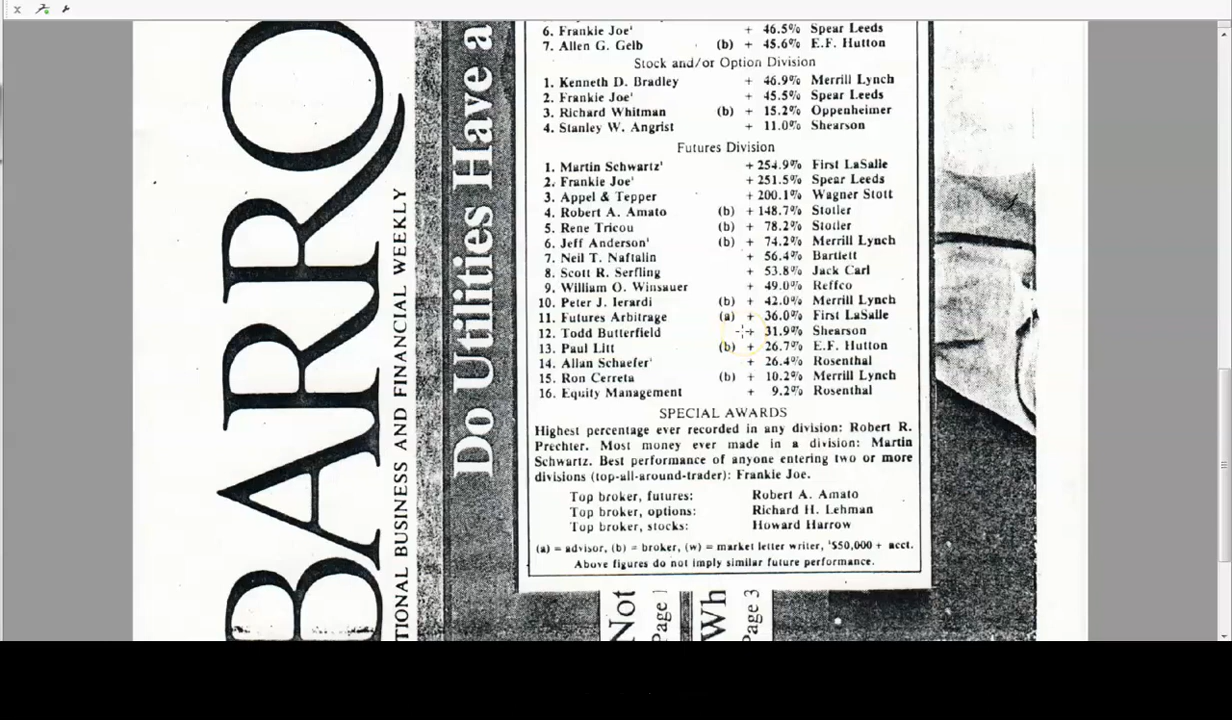 6. Frankie Joe¹ + 46.5% Spear Leeds
7. Allen G. Gelb (b) + 45.6% E.F. Hutton
Stock and/or Option Division
1. Kenneth D. Bradley + 46.9% Merrill Lynch
2. Frankie Joe¹ + 45.5% Spear Leeds
3. Richard Whitman (b) + 15.2% Oppenheimer
4. Stanley W. Angrist + 11.0% Shearson
Futures Division
1. Martin Schwartz¹ +254.9% First LaSalle
2. Frankie Joe¹ +251.5% Spear Leeds
3. Appel & Tepper +200.1% Wagner Stott
4. Robert A. Amato (b) +148.7% Stotler
5. Rene Tricou (b) + 78.2% Stotler
6. Jeff Anderson¹ (b) + 74.2% Merrill Lynch
7. Neil T. Naftalin + 56.4% Bartlett
8. Scott R. Serfling + 53.8% Jack Carl
9. William O. Winsauer + 49.0% Reffco
10. Peter J. Ierardi (b) + 42.0% Merrill Lynch
11. Futures Arbitrage (a) + 36.0% First LaSalle
12. Todd Butterfield + 31.9% Shearson
13. Paul Litt (b) + 26.7% E.F. Hutton
14. Allan Schaefer¹ + 26.4% Rosenthal
15. Ron Cerreta (b) + 10.2% Merrill Lynch
16. Equity Management + 9.2% Rosenthal
SPECIAL AWARDS
Highest percentage ever recorded in any division: Robert R.
Prechter. Most money ever made in a division: Martin
Schwartz. Best performance of anyone entering two or more
divisions (top-all-around-trader): Frankie Joe.
Top broker, futures: Robert A. Amato
Top broker, options: Richard H. Lehman
Top broker, stocks: Howard Harrow
(a) = advisor, (b) = broker, (w) = market letter writer, ¹$50,000 + acct.
Above figures do not imply similar future performance.
BARRO
TIONAL BUSINESS AND FINANCIAL WEEKLY
Do Utilities Have a
Not
Page 1
Wh
Page 3